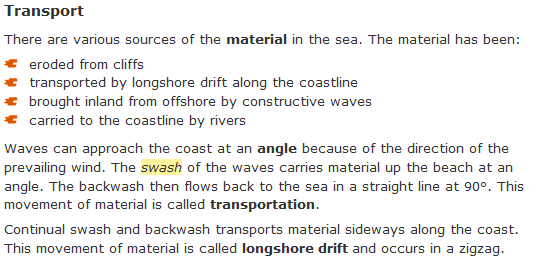 Transport
There are various sources of the material in the sea. The material has been:
eroded from cliffs
transported by longshore drift along the coastline
brought inland from offshore by constructive waves
carried to the coastline by rivers
Waves can approach the coast at an angle because of the direction of the
prevailing wind. The swash of the waves carries material up the beach at an
angle. The backwash then flows back to the sea in a straight line at 90°. This
movement of material is called transportation.
Continual swash and backwash transports material sideways along the coast.
This movement of material is called longshore drift and occurs in a zigzag.